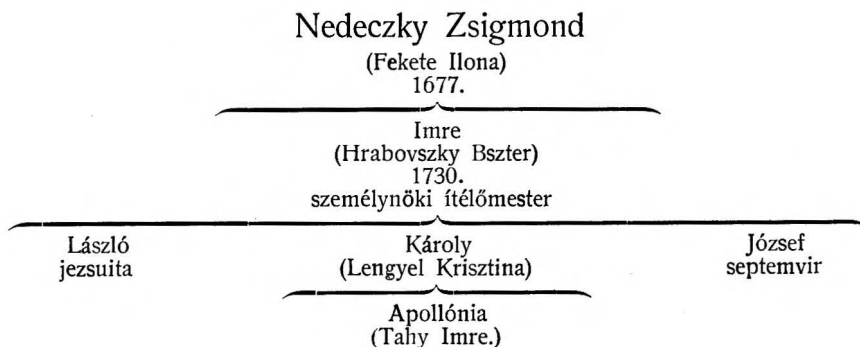 Nedeczky Zsigmond
(Fekete Ilona)
1677.
Imre
(Hrabovszky Bszter)
1730.
személynöki ítélőmester
László Károly József
jezsuita (Lengyel Krisztina) septemvir
Apollónia
(Tahy Imre.)